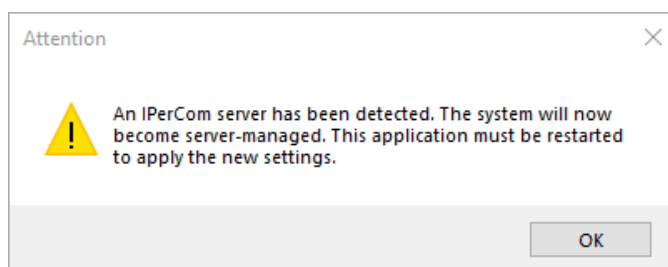 Attention
An IPerCom server has been detected. The system will now
become server-managed. This application must be restarted
to apply the new settings.
OK